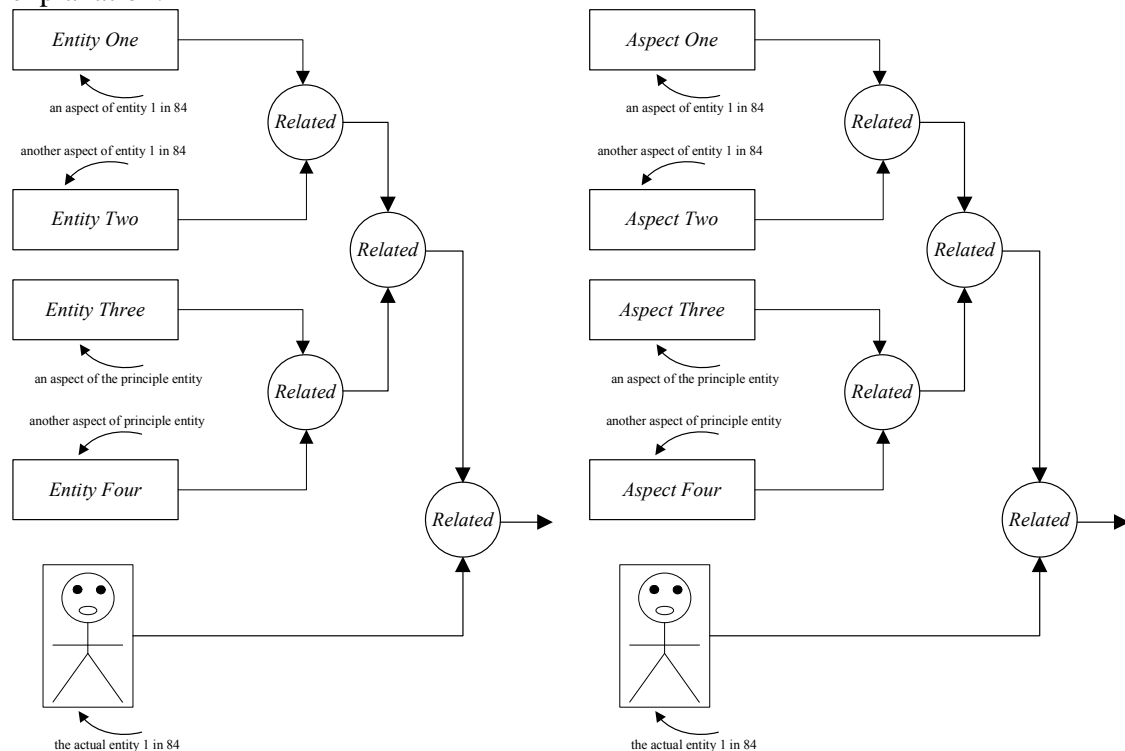 Entity One
an aspect of entity 1 in 84
Related
another aspect of entity 1 in 84
Entity Two
Related
Entity Three
an aspect of the principle entity
Related
another aspect of principle entity
Entity Four
Related
the actual entity 1 in 84
Aspect One
an aspect of entity 1 in 84
Related
another aspect of entity 1 in 84
Aspect Two
Related
Aspect Three
an aspect of the principle entity
Related
another aspect of principle entity
Aspect Four
Related
the actual entity 1 in 84